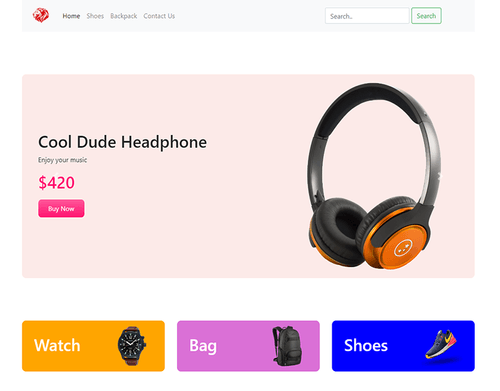 Home Shoes Backpack Contact Us Search.. Search
Cool Dude Headphone
Enjoy your music
$420
Buy Now
Watch Bag Shoes